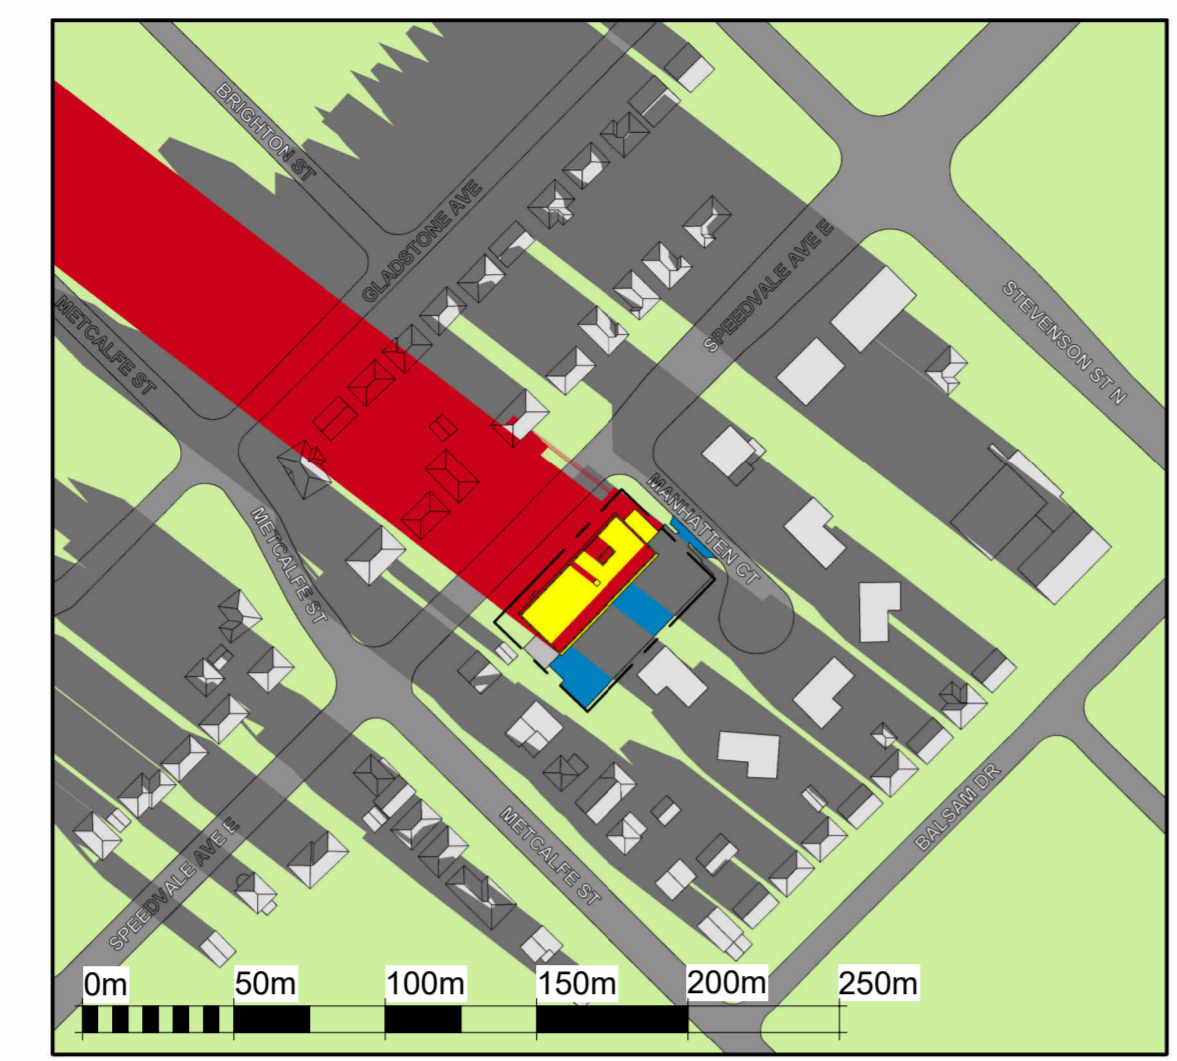 BRIGHTON ST
GLADSTONE AVE
SPEEDVALE AVE E
STEVENSON ST N
METCALFE ST
MANHATTEN CT
METCALFE ST
BALSAM DR
METCALFE ST
SPEEDVALE AVE E
0m 50m 100m 150m 200m 250m